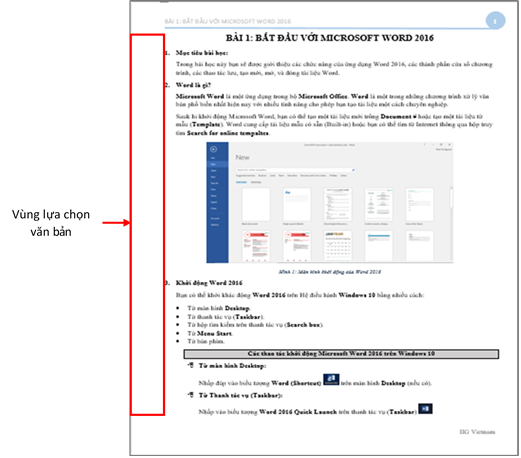 BÀI 1: BẮT ĐẦU VỚI MICROSOFT WORD 2016
BÀI 1: BẮT ĐẦU VỚI MICROSOFT WORD 2016
1. Mục tiêu bài học:
Trong bài học này bạn sẽ được giới thiệu các chức năng của ứng dụng Word 2016, các thành phần cửa sổ chương
trình, các thao tác lưu, tạo mới, mở, và đóng tài liệu Word.
2. Word là gì?
Microsoft Word là một ứng dụng trong bộ Microsoft Office. Word là một trong những chương trình xử lý văn
bản phổ biến nhất hiện nay với nhiều tính năng cho phép bạn tạo tài liệu một cách chuyên nghiệp.
khởi động Microsoft Word, bạn có thể tạo một tài liệu mới trống Document hoặc tạo một tài liệu từ
mẫu (Template). Word cung cấp tài liệu mẫu có sẵn (Built-in) hoặc bạn có thể tìm từ Internet thông qua hộp truy
tìm Search for online
New
Hình 1: Màn hình khởi động của Word 2016
Vùng lựa chọn
văn bản
3. Khởi động Word 2016
Bạn có thể khởi động Word 2016 trên Hệ điều hành Windows 10 bằng nhiều cách:
• Từ màn hình Desktop.
• Từ thanh tác vụ (Taskbar).
• Từ hộp tìm kiếm trên thanh tác vụ (Search box).
• Từ Menu Start.
• Từ bàn phím.
Các thao tác khởi động Microsoft Word 2016 trên Windows 10
Từ màn hình Desktop:
Nhấp đúp vào biểu tượng Word (Shortcut) trên màn hình Desktop (nếu có).
Từ Thanh tác vụ (Taskbar):
Nhấp vào biểu tượng Word 2016 Quick Launch trên thanh tác vụ (Taskbar)
IIG Vietnam